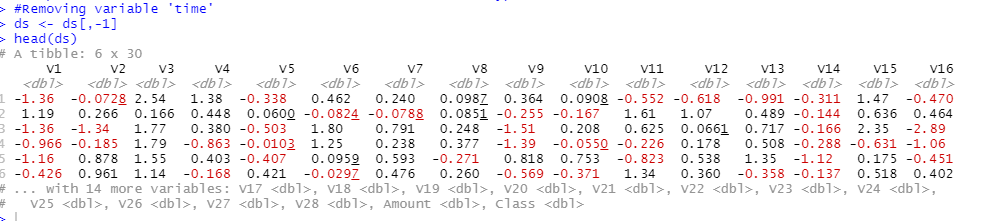 > #Removing variable 'time'
> ds <- ds[,-1]
> head(ds)
# A tibble: 6 x 30
V1 V2 V3 V4 V5 V6 V7 V8 V9 V10 V11 V12 V13 V14 V15 V16
<dbl> <dbl> <dbl> <dbl> <dbl> <dbl> <dbl> <dbl> <dbl> <dbl> <dbl> <dbl> <dbl> <dbl> <dbl> <dbl>
1 -1.36 -0.0728 2.54 1.38 -0.338 0.462 0.240 0.0987 0.364 0.0908 -0.552 -0.618 -0.991 -0.311 1.47 -0.470
2 1.19 0.266 0.166 0.448 0.0600 -0.0824 -0.0788 0.0851 -0.255 -0.167 1.61 1.07 0.489 -0.144 0.636 0.464
3 -1.36 -1.34 1.77 0.380 -0.503 1.80 0.791 0.248 -1.51 0.208 0.625 0.0661 0.717 -0.166 2.35 -2.89
4 -0.966 -0.185 1.79 -0.863 -0.0103 1.25 0.238 0.377 -1.39 -0.0550 -0.226 0.178 0.508 -0.288 -0.631 -1.06
5 -1.16 0.878 1.55 0.403 -0.407 0.0959 0.593 -0.271 0.818 0.753 -0.823 0.538 1.35 -1.12 0.175 -0.451
6 -0.426 0.961 1.14 -0.168 0.421 -0.0297 0.476 0.260 -0.569 -0.371 1.34 0.360 -0.358 -0.137 0.518 0.402
# ... with 14 more variables: V17 <dbl>, V18 <dbl>, V19 <dbl>, V20 <dbl>, V21 <dbl>, V22 <dbl>, V23 <dbl>, V24 <dbl>,
# V25 <dbl>, V26 <dbl>, V27 <dbl>, V28 <dbl>, Amount <dbl>, Class <dbl>
>